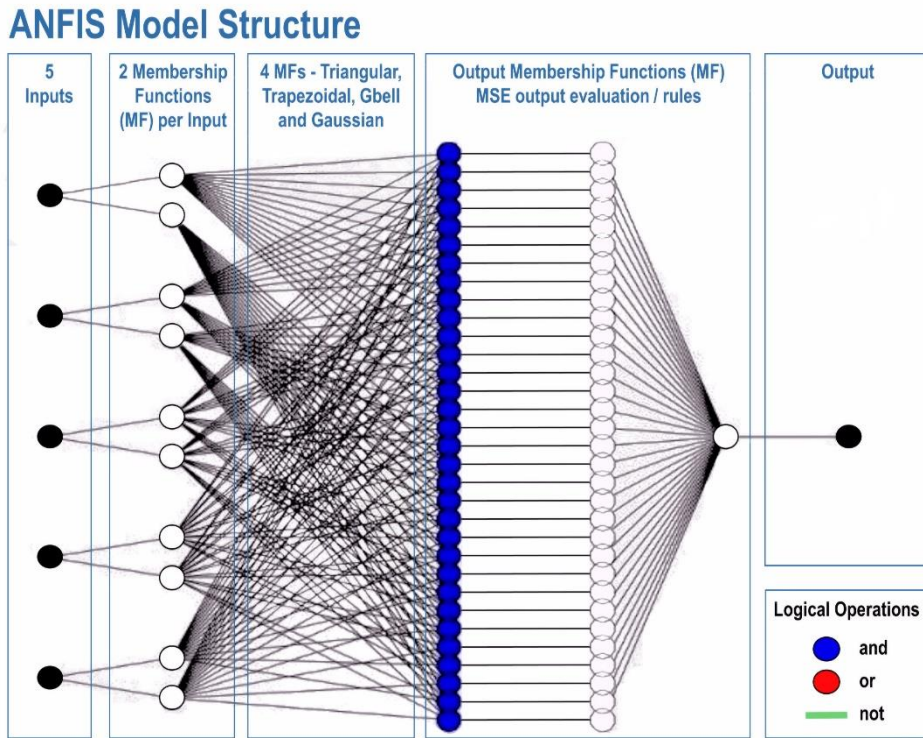 ANFIS Model Structure
5
Inputs
2 Membership
Functions
(MF) per Input
4 MFs - Triangular,
Trapezoidal, Gbell
and Gaussian
Output Membership Functions (MF)
MSE output evaluation / rules
Output
Logical Operations
and
or
not